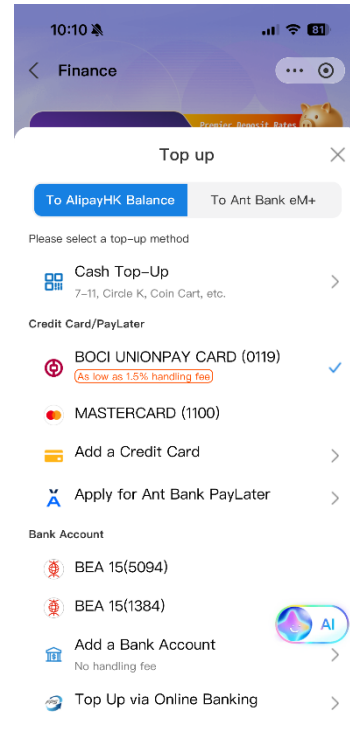 10:10
81
Finance
Premier Deposit Rates
Top up
To AlipayHK Balance
To Ant Bank eM+
Please select a top-up method
Cash Top-Up
7-11, Circle K, Coin Cart, etc.
Credit Card/PayLater
BOCI UNIONPAY CARD (0119)
As low as 1.5% handling fee
MASTERCARD (1100)
Add a Credit Card
Apply for Ant Bank PayLater
Bank Account
BEA 15(5094)
BEA 15(1384)
AI
Add a Bank Account
No handling fee
Top Up via Online Banking